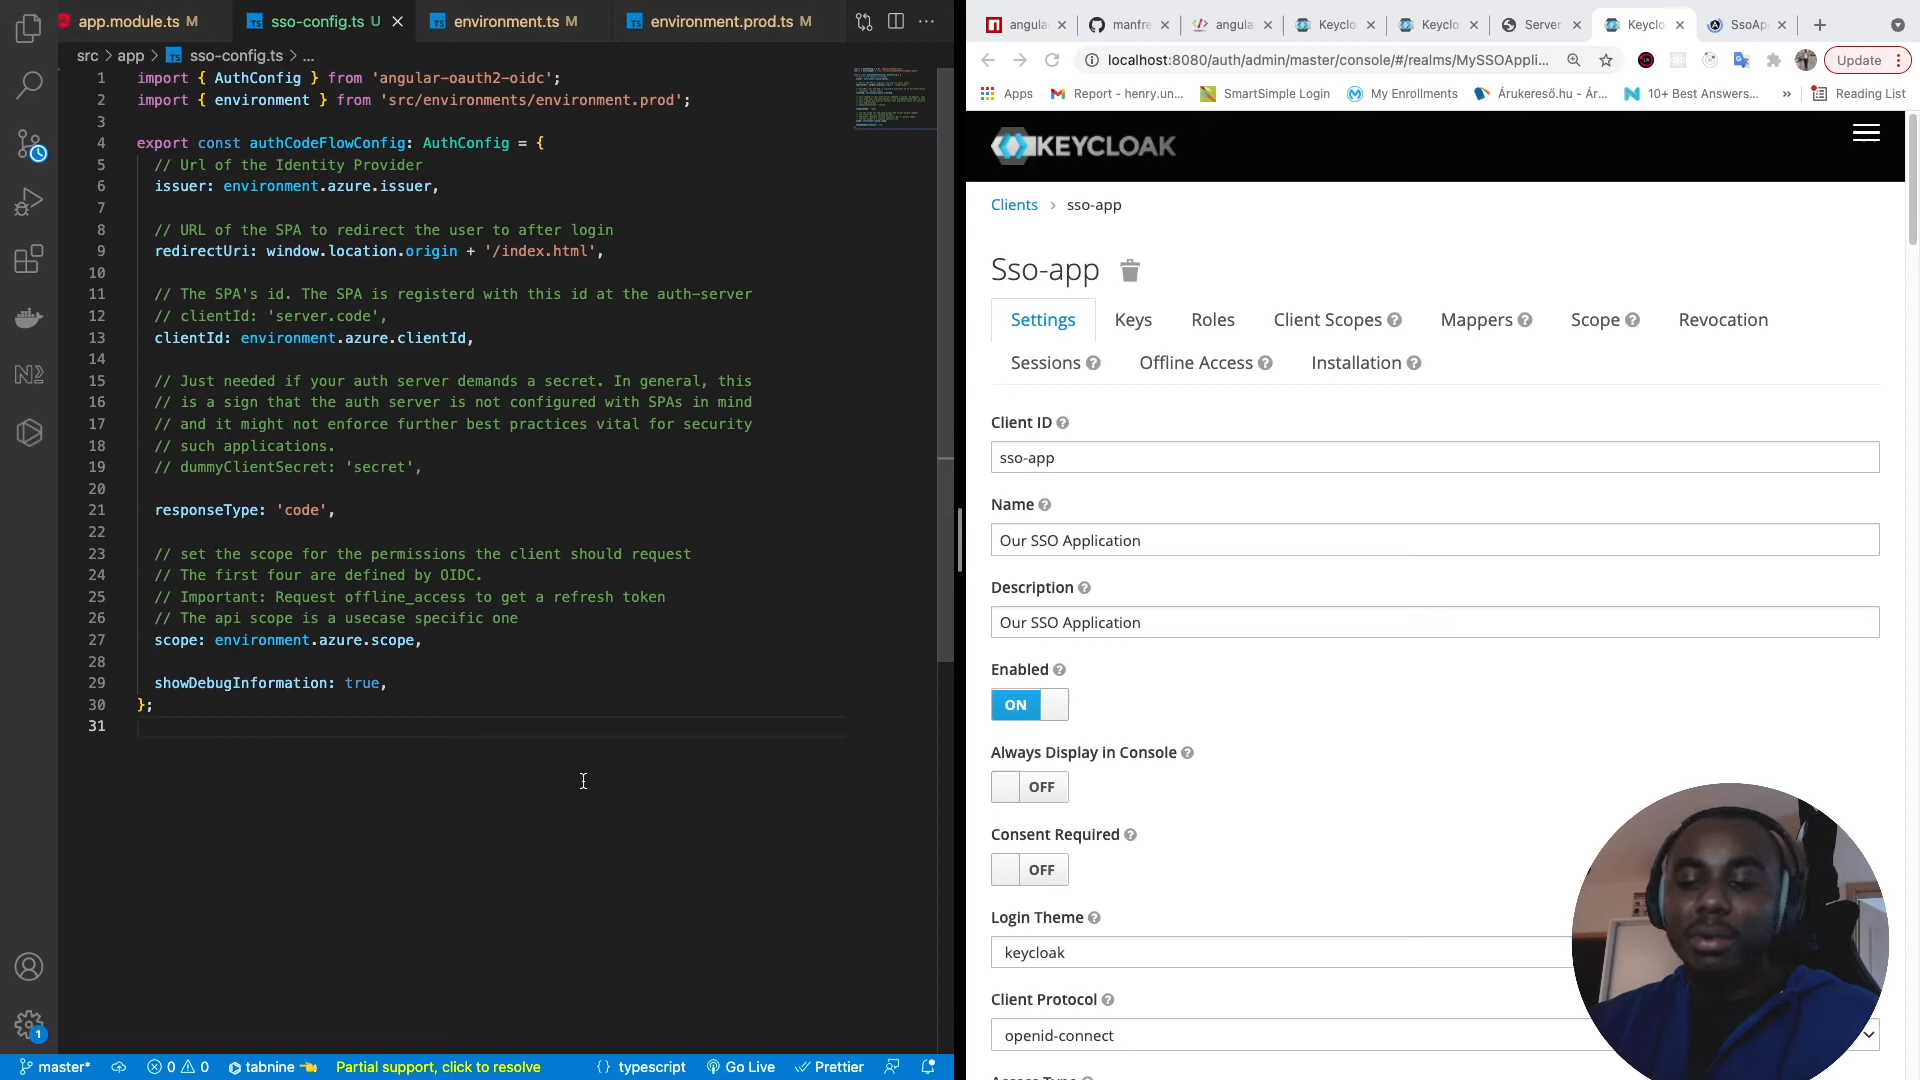 app.module.ts M
sso-config.ts U
environment.ts M
environment.prod.ts M
src > app > TS sso-config.ts > ...
1 import { AuthConfig } from 'angular-oauth2-oidc';
2 import { environment } from 'src/environments/environment.prod';
3
4 export const authCodeFlowConfig: AuthConfig = {
5 // Url of the Identity Provider
6 issuer: environment.azure.issuer,
7
8 // URL of the SPA to redirect the user to after login
9 redirectUri: window.location.origin + '/index.html',
10
11 // The SPA's id. The SPA is registerd with this id at the auth-server
12 // clientId: 'server.code',
13 clientId: environment.azure.clientId,
14
15 // Just needed if your auth server demands a secret. In general, this
16 // is a sign that the auth server is not configured with SPAs in mind
17 // and it might not enforce further best practices vital for security
18 // such applications.
19 // dummyClientSecret: 'secret',
20
21 responseType: 'code',
22
23 // set the scope for the permissions the client should request
24 // The first four are defined by OIDC.
25 // Important: Request offline_access to get a refresh token
26 // The api scope is a usecase specific one
27 scope: environment.azure.scope,
28
29 showDebugInformation: true,
30 };
31
1
master* 0 0 tabnine Partial support, click to resolve { } typescript Go Live Prettier
angula
manfre
angula
Keyclo
Keyclo
Server
Keyclo
SsoAp
localhost:8080/auth/admin/master/console/#/realms/MySSOAppli...
Update
Apps
Report - henry.un...
SmartSimple Login
My Enrollments
Árukereső.hu - Ár...
10+ Best Awesome...
»
Reading List
KEYCLOAK
Clients > sso-app
Sso-app
Settings Keys Roles Client Scopes Mappers Scope Revocation
Sessions Offline Access Installation
Client ID
sso-app
Name
Our SSO Application
Description
Our SSO Application
Enabled
ON
Always Display in Console
OFF
Consent Required
OFF
Login Theme
keycloak
Client Protocol
openid-connect